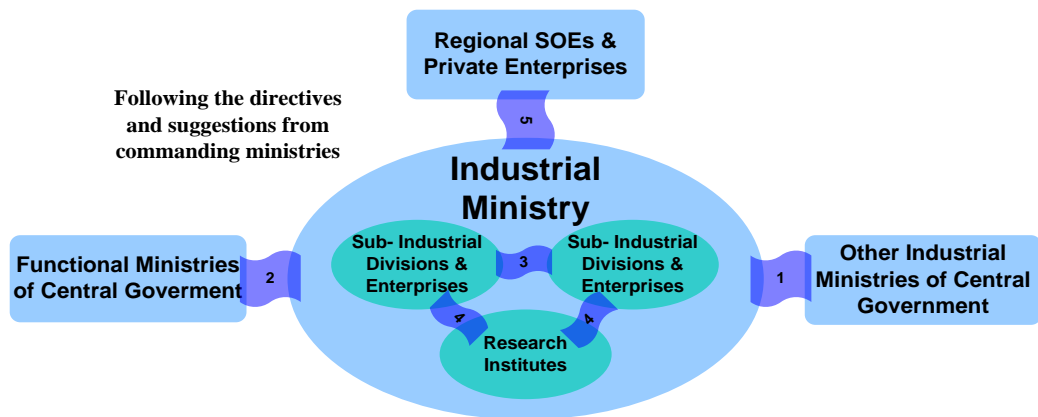 Regional SOEs &
Private Enterprises
Following the directives
and suggestions from
commanding ministries
5
Industrial
Ministry
Functional Ministries
of Central Goverment
2
Sub- Industrial
Divisions &
Enterprises
3
Sub- Industrial
Divisions &
Enterprises
1
Other Industrial
Ministries of Central
Government
4
4
Research
Institutes